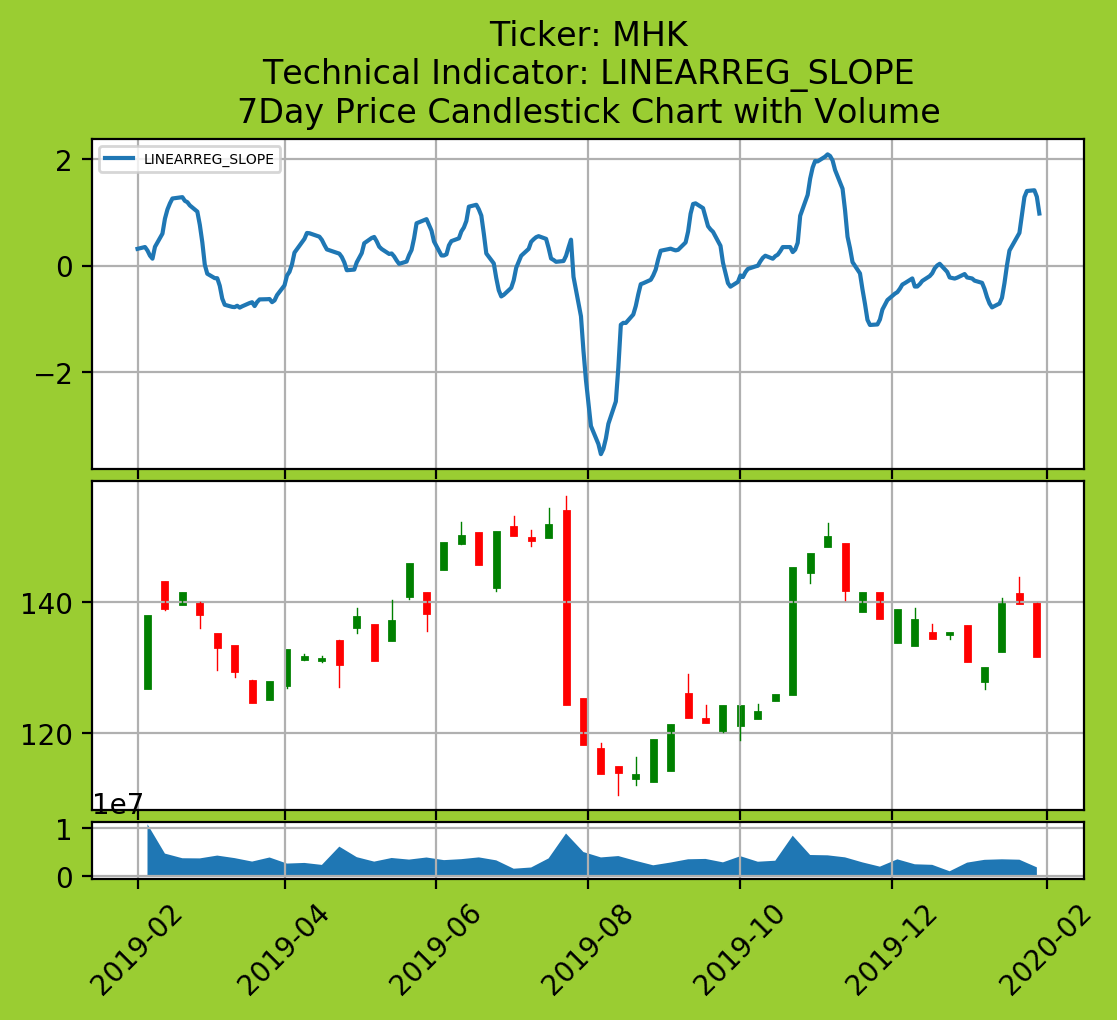 Ticker: MHK
Technical Indicator: LINEARREG_SLOPE
7Day Price Candlestick Chart with Volume
LINEARREG_SLOPE
2
0
−2
140
120
1e7
1
0
2019-02
2019-04
2019-06
2019-08
2019-10
2019-12
2020-02